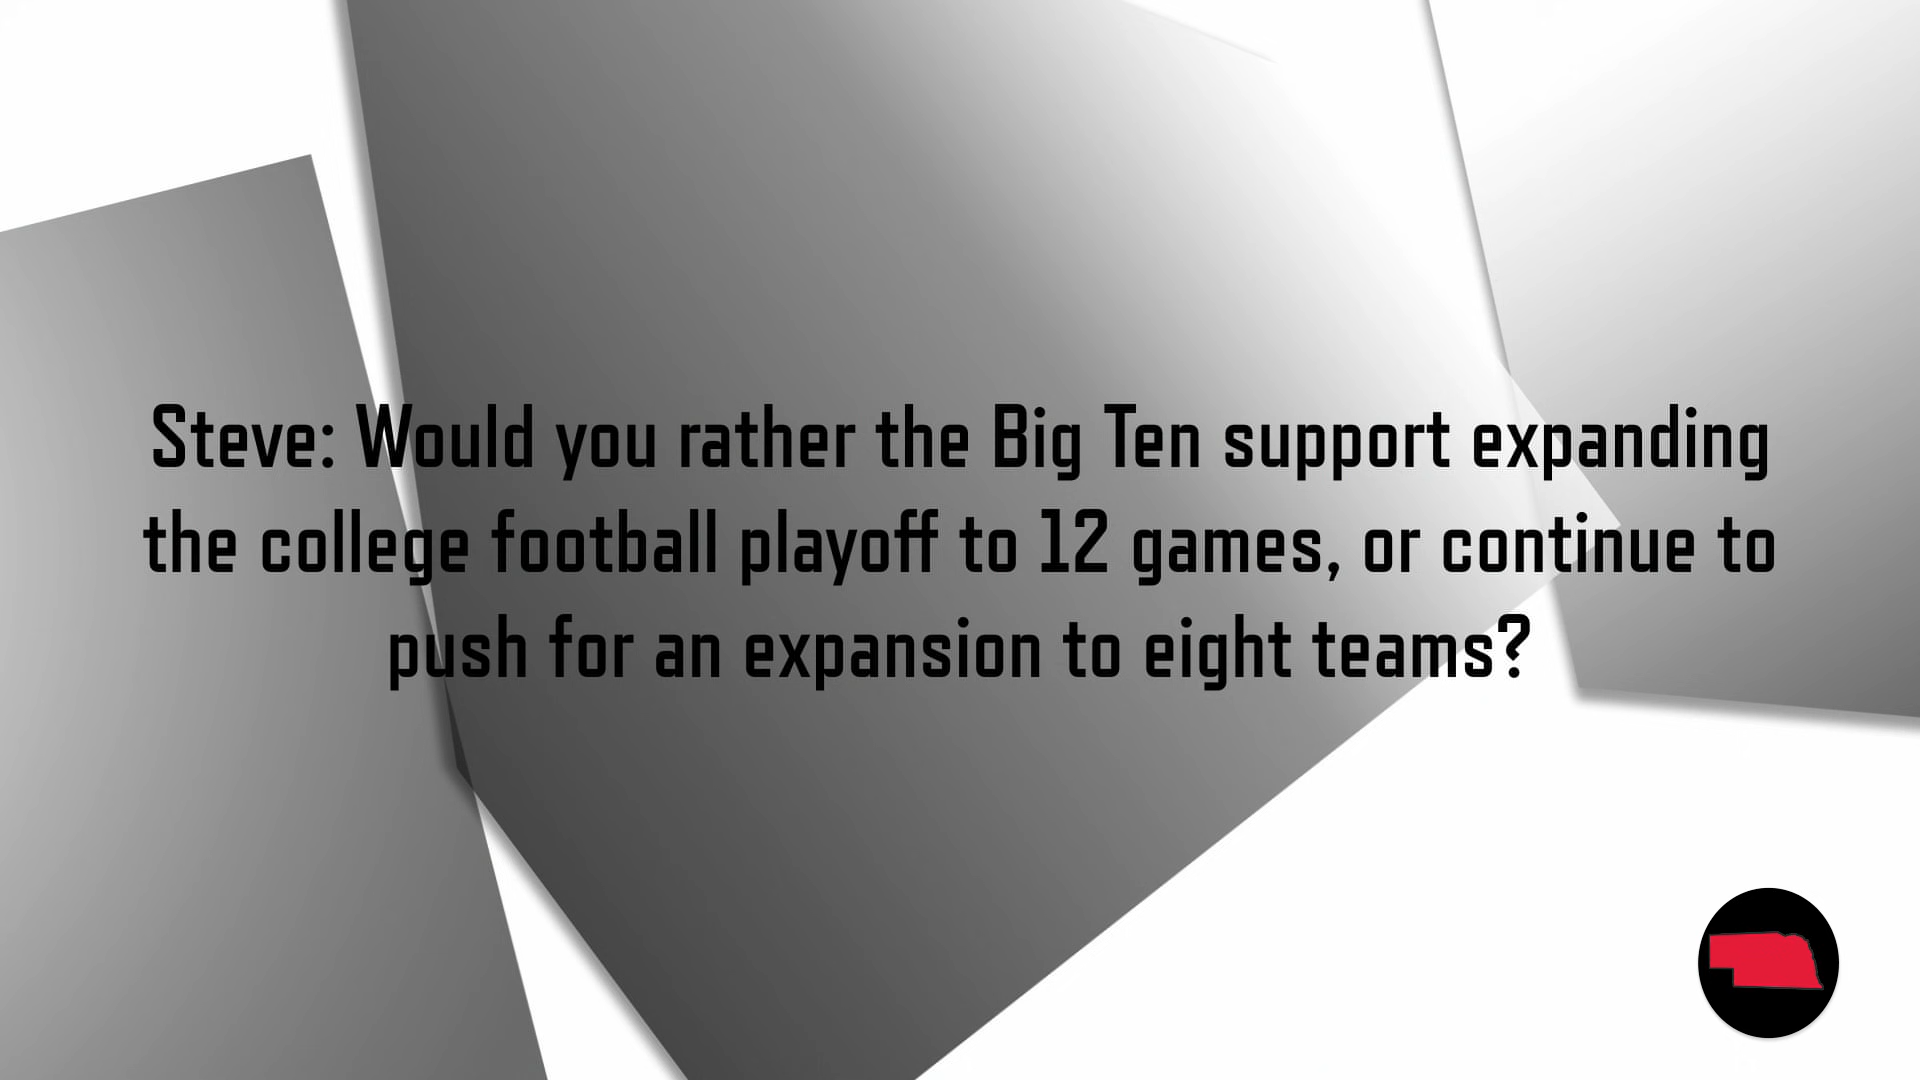 Steve: Would you rather the Big Ten support expanding
the college football playoff to 12 games, or continue to
push for an expansion to eight teams?